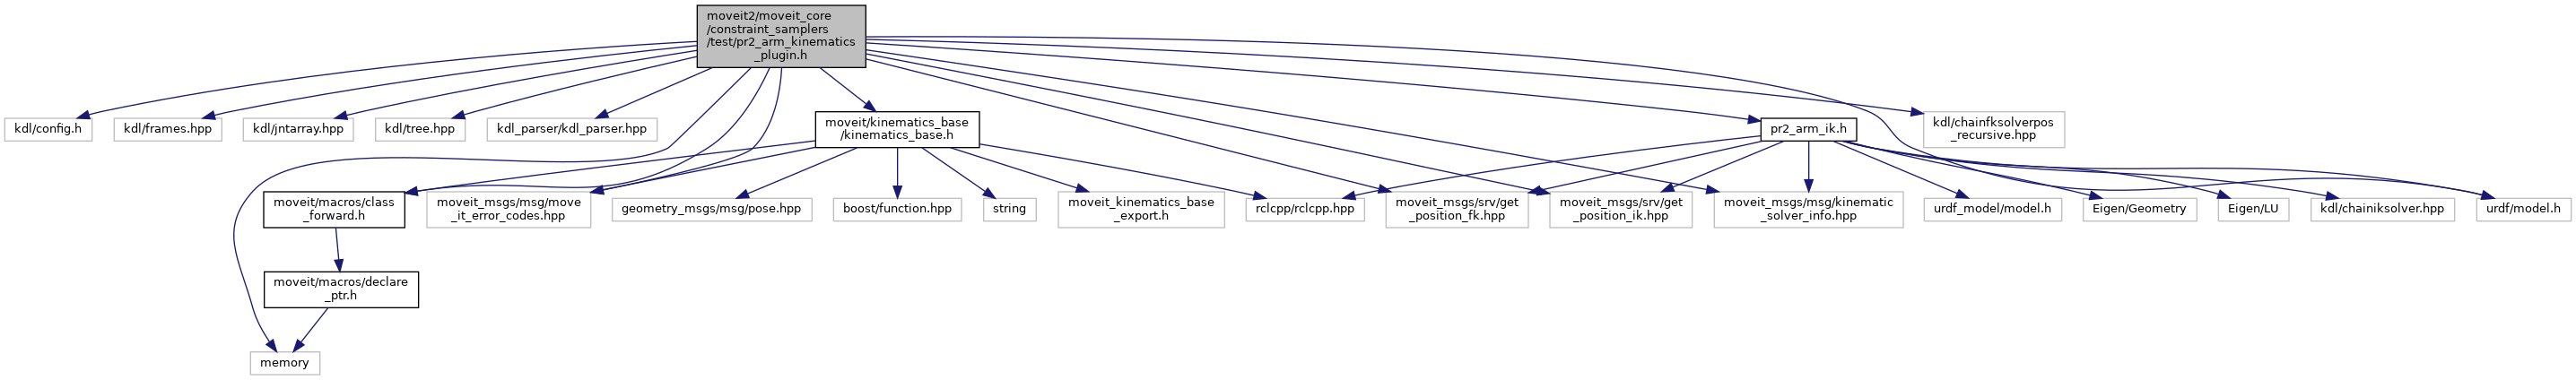 moveit2/moveit_core
/constraint_samplers
/test/pr2_arm_kinematics
_plugin.h
kdl/config.h
kdl/frames.hpp
kdl/jntarray.hpp
kdl/tree.hpp
kdl_parser/kdl_parser.hpp
moveit/kinematics_base
/kinematics_base.h
pr2_arm_ik.h
kdl/chainfksolverpos
_recursive.hpp
moveit/macros/class
_forward.h
moveit_msgs/msg/move
_it_error_codes.hpp
geometry_msgs/msg/pose.hpp
boost/function.hpp
string
moveit_kinematics_base
_export.h
rclcpp/rclcpp.hpp
moveit_msgs/srv/get
_position_fk.hpp
moveit_msgs/srv/get
_position_ik.hpp
moveit_msgs/msg/kinematic
_solver_info.hpp
urdf_model/model.h
Eigen/Geometry
Eigen/LU
kdl/chainiksolver.hpp
urdf/model.h
moveit/macros/declare
_ptr.h
memory